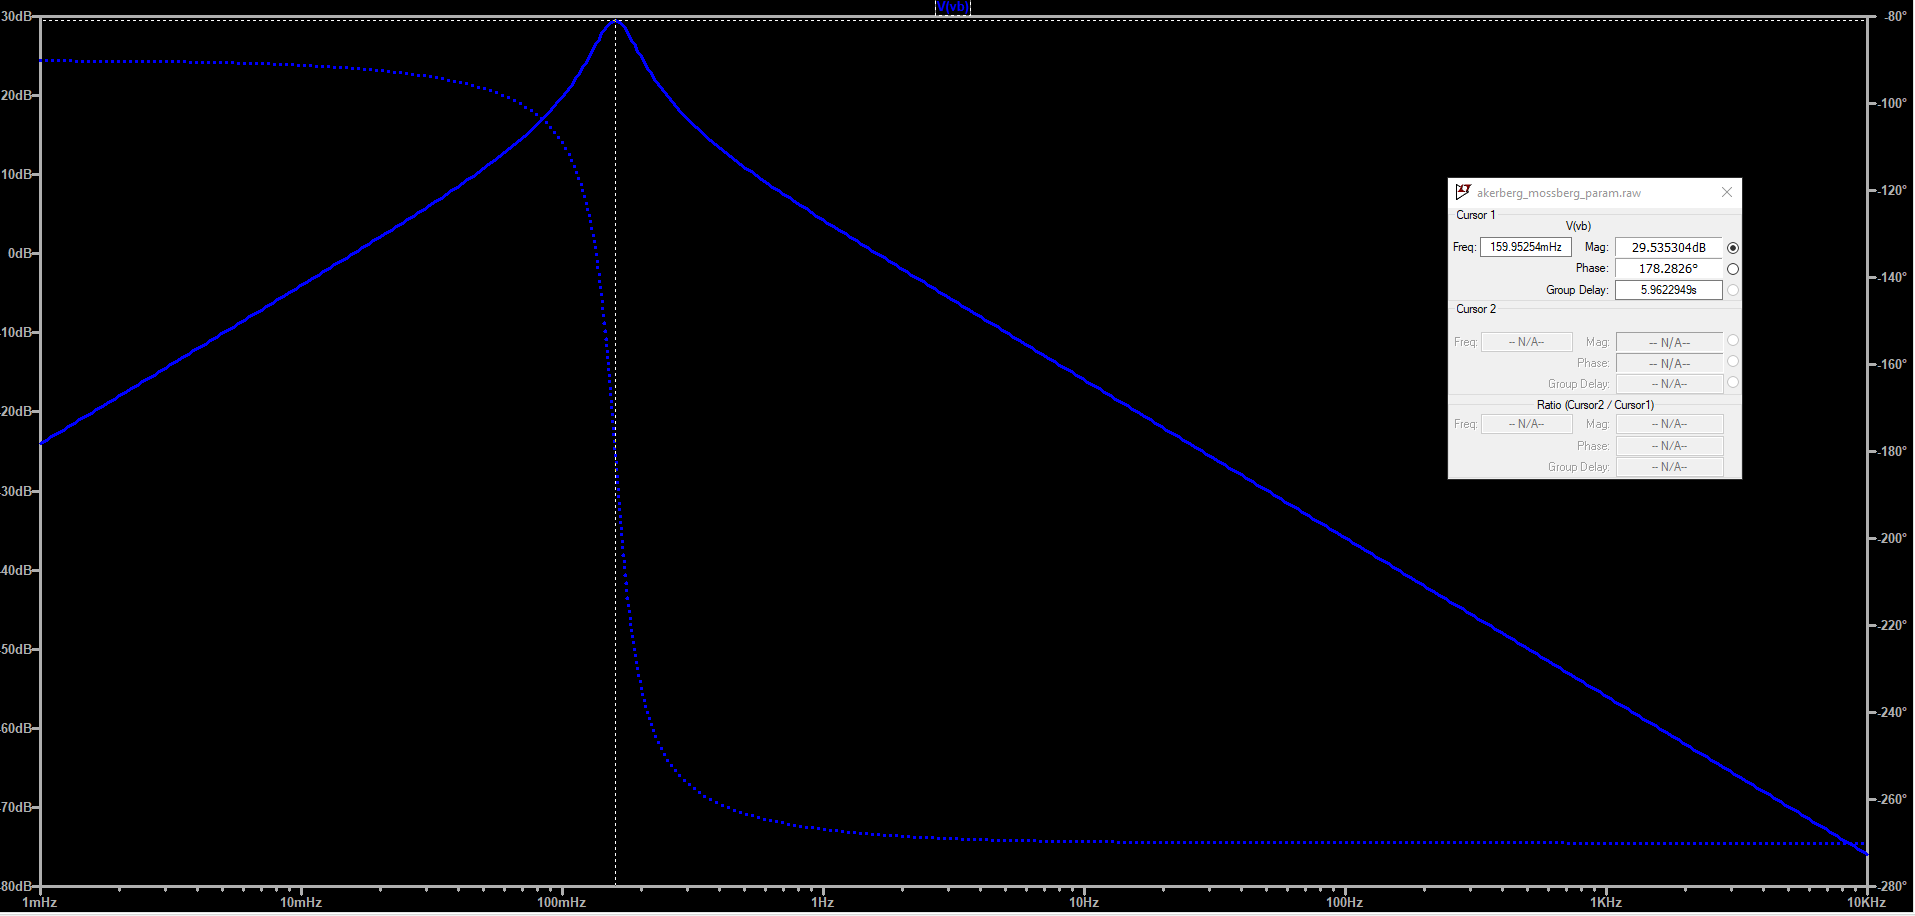 V(vb)
30dB
20dB
10dB
0dB
10dB
20dB
30dB
40dB
50dB
60dB
70dB
80dB
-80°
-100°
-120°
-140°
-160°
-180°
-200°
-220°
-240°
-260°
-280°
1mHz 10mHz 100mHz 1Hz 10Hz 100Hz 1KHz 10KHz
akerberg_mossberg_param.raw
Cursor 1
V(vb)
Freq: 159.95254mHz Mag: 29.535304dB
Phase: 178.2826°
Group Delay: 5.9622949s
Cursor 2
Freq: -- N/A-- Mag: -- N/A--
Phase: -- N/A--
Group Delay: -- N/A--
Ratio (Cursor2 / Cursor1)
Freq: -- N/A-- Mag: -- N/A--
Phase: -- N/A--
Group Delay: -- N/A--